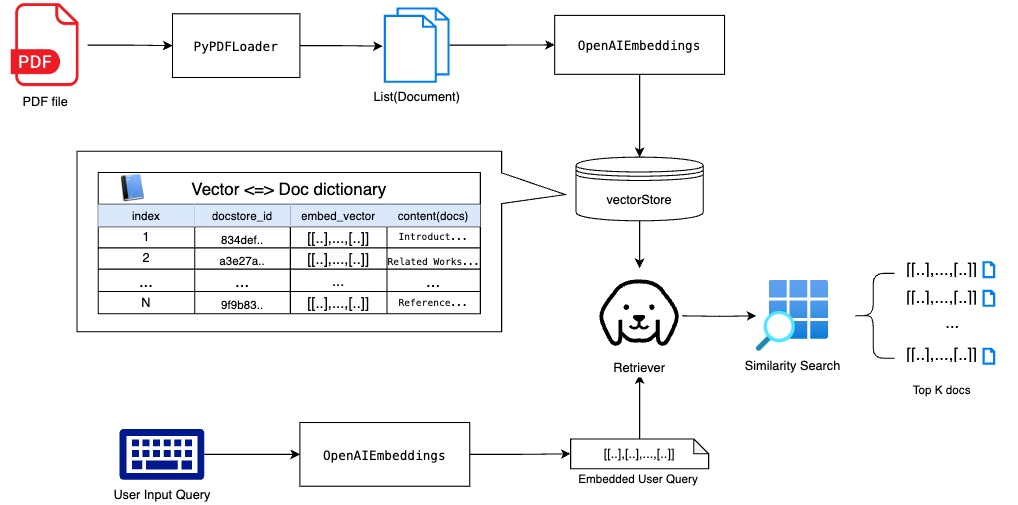 PDF
PDF file
PyPDFLoader
List(Document)
OpenAIEmbeddings
vectorStore
Vector <=> Doc dictionary
index docstore_id embed_vector content(docs)
1 834def.. [[..],...,[..]] Introduct...
2 a3e27a.. [[..],...,[..]] Related Works...
... ... ... ...
N 9f9b83.. [[..],...,[..]] Reference...
Retriever
Similarity Search
[[..],...,[..]]
[[..],...,[..]]
...
[[..],...,[..]]
Top K docs
User Input Query
OpenAIEmbeddings
[[..],[..],...,[..]]
Embedded User Query